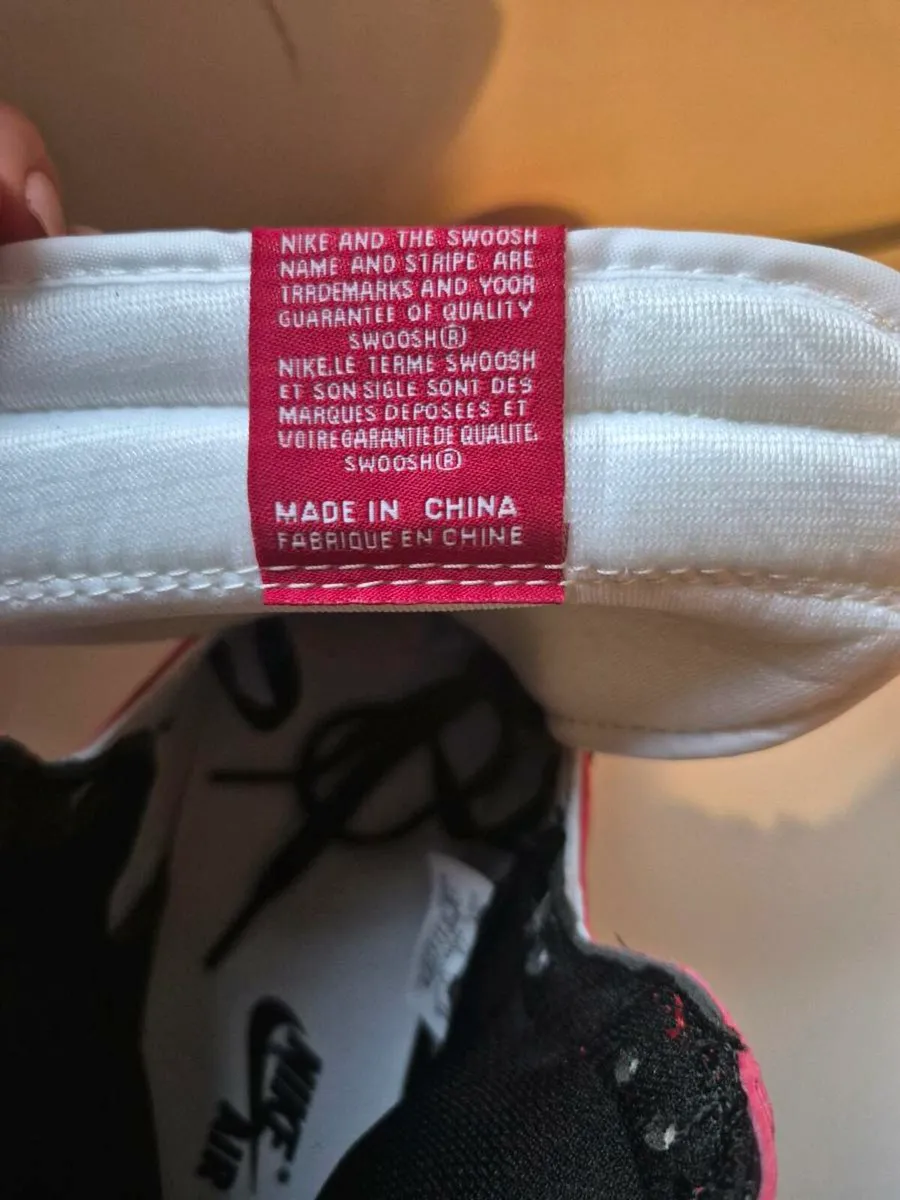 NIKE AND THE SWOOSH
NAME AND STRIPE ARE
TRRDEMARKS AND YOOR
GUARANTEE OF QUALITY
SWOOSH®
NIKE.LE TERME SWOOSH
ET SON SIGLE SONT DES
MARQUES DEPOSEES ET
VOTRE GARANTIE DE QUALITE.
SWOOSH®
MADE IN CHINA
FABRIQUE EN CHINE
NIKE
AIR